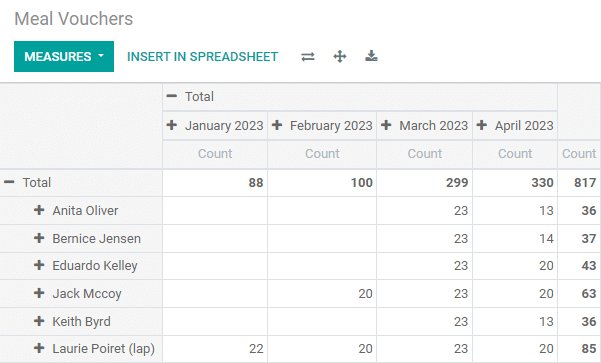 Meal Vouchers
MEASURES INSERT IN SPREADSHEET
Total
January 2023 February 2023 March 2023 April 2023
Count Count Count Count Count
Total 88 100 299 330 817
Anita Oliver 23 13 36
Bernice Jensen 23 14 37
Eduardo Kelley 23 20 43
Jack Mccoy 20 23 20 63
Keith Byrd 23 13 36
Laurie Poiret (lap) 22 20 23 20 85